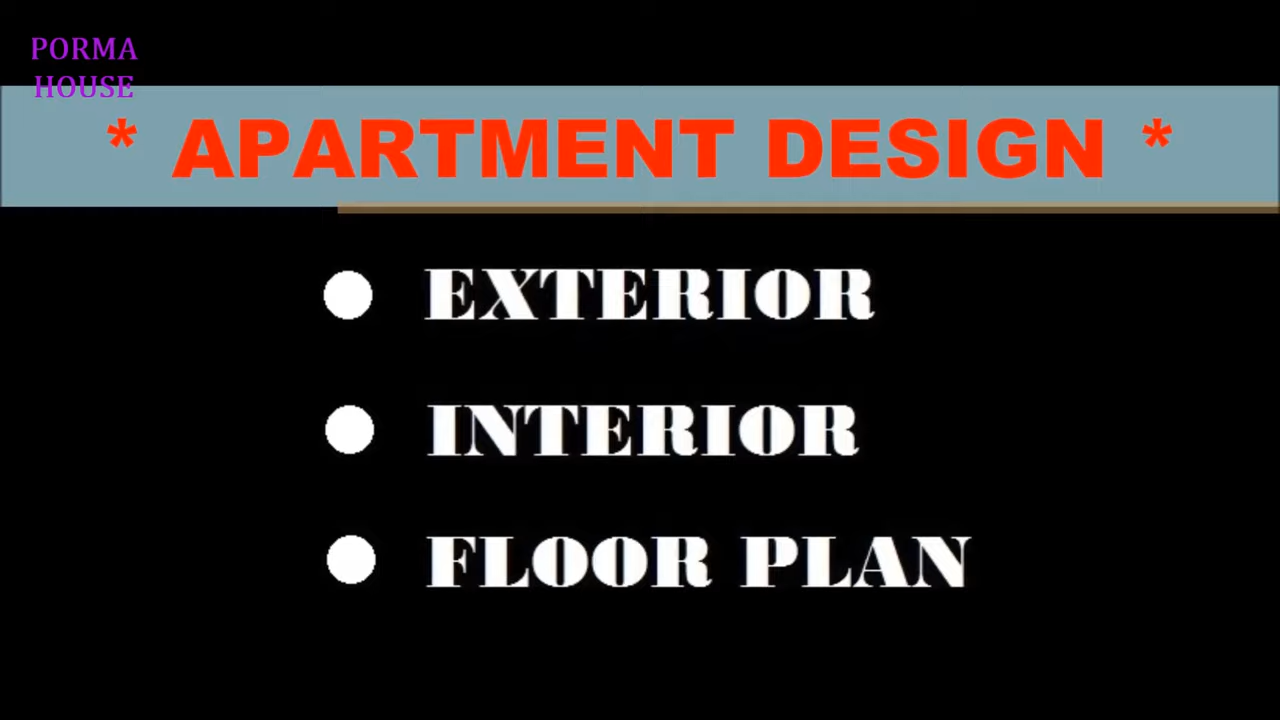 PORMA
HOUSE
* APARTMENT DESIGN *
● EXTERIOR
● INTERIOR
● FLOOR PLAN